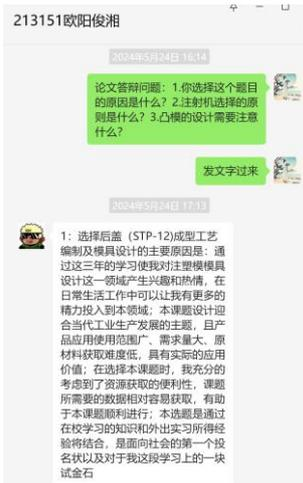 213151欧阳俊湘
2024年5月24日 16:14
论文答辩问题：1.你选择这个题目
的原因是什么？2.注射机选择的原
则是什么？3.凸模的设计需要注意
什么？
发文字过来
2024年5月24日 17:13
1：选择后盖（STP-12)成型工艺
编制及模具设计的主要原因是：通
过这三年的学习使我对注塑模模具
设计这一领域产生兴趣和热情，在
日常生活工作中可以让我有更多的
精力投入到本领域；本课题设计迎
合当代工业生产发展的主题，且产
品应用使用范围广、需求量大、原
材料获取难度低，具有实际的应用
价值；在选择本课题时，我充分的
考虑到了资源获取的便利性，课题
所需要的数据相对容易获取，有助
于本课题顺利进行；本选题是通过
在校学习的知识和外出实习所得经
验将结合，是面向社会的第一个投
名状以及对于我这段学习上的一块
试金石